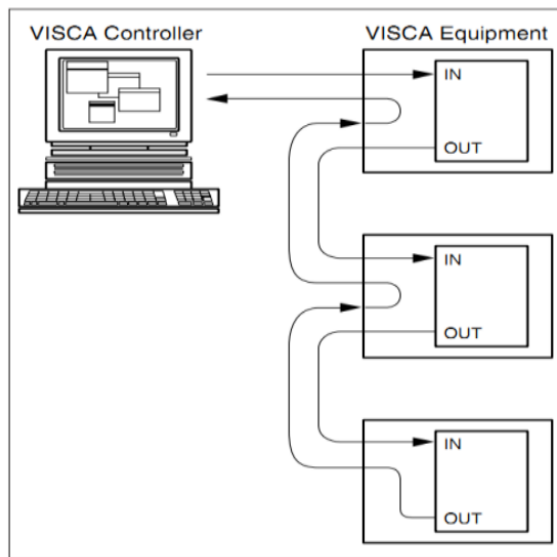 VISCA Controller
VISCA Equipment
IN
OUT
IN
OUT
IN
OUT